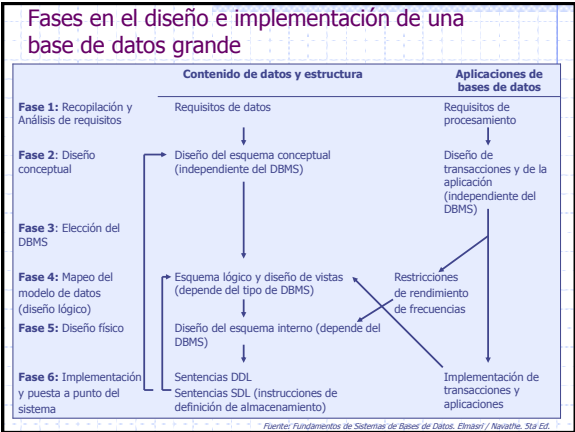 Fases en el diseño e implementación de una
base de datos grande
Contenido de datos y estructura
Aplicaciones de
bases de datos
Fase 1: Recopilación y
Análisis de requisitos
Requisitos de datos
Requisitos de
procesamiento
Fase 2: Diseño
conceptual
Diseño del esquema conceptual
(independiente del DBMS)
Diseño de
transacciones y de la
aplicación
(independiente del
DBMS)
Fase 3: Elección del
DBMS
Fase 4: Mapeo del
modelo de datos
(diseño lógico)
Esquema lógico y diseño de vistas
(depende del tipo de DBMS)
Restricciones
de rendimiento
de frecuencias
Fase 5: Diseño físico
Diseño del esquema interno (depende del
DBMS)
Fase 6: Implementación
y puesta a punto del
sistema
Sentencias DDL
Sentencias SDL (instrucciones de
definición de almacenamiento)
Implementación de
transacciones y
aplicaciones
Fuente: Fundamentos de Sistemas de Bases de Datos. Elmasri / Navathe. 5ta Ed.